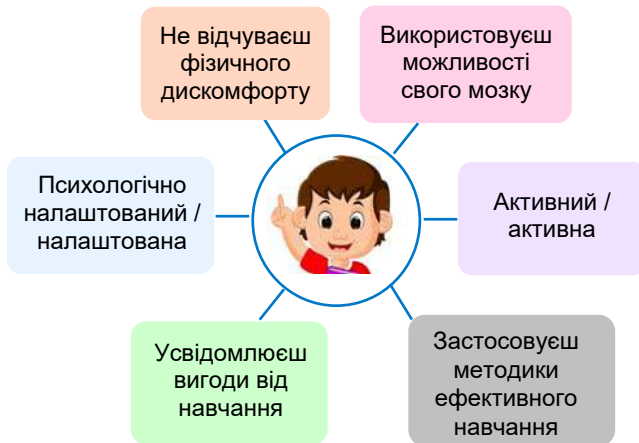 Не відчуваєш
фізичного
дискомфорту
Використовуєш
можливості
свого мозку
Психологічно
налаштований /
налаштована
Активний /
активна
Усвідомлюєш
вигоди від
навчання
Застосовуєш
методики
ефективного
навчання